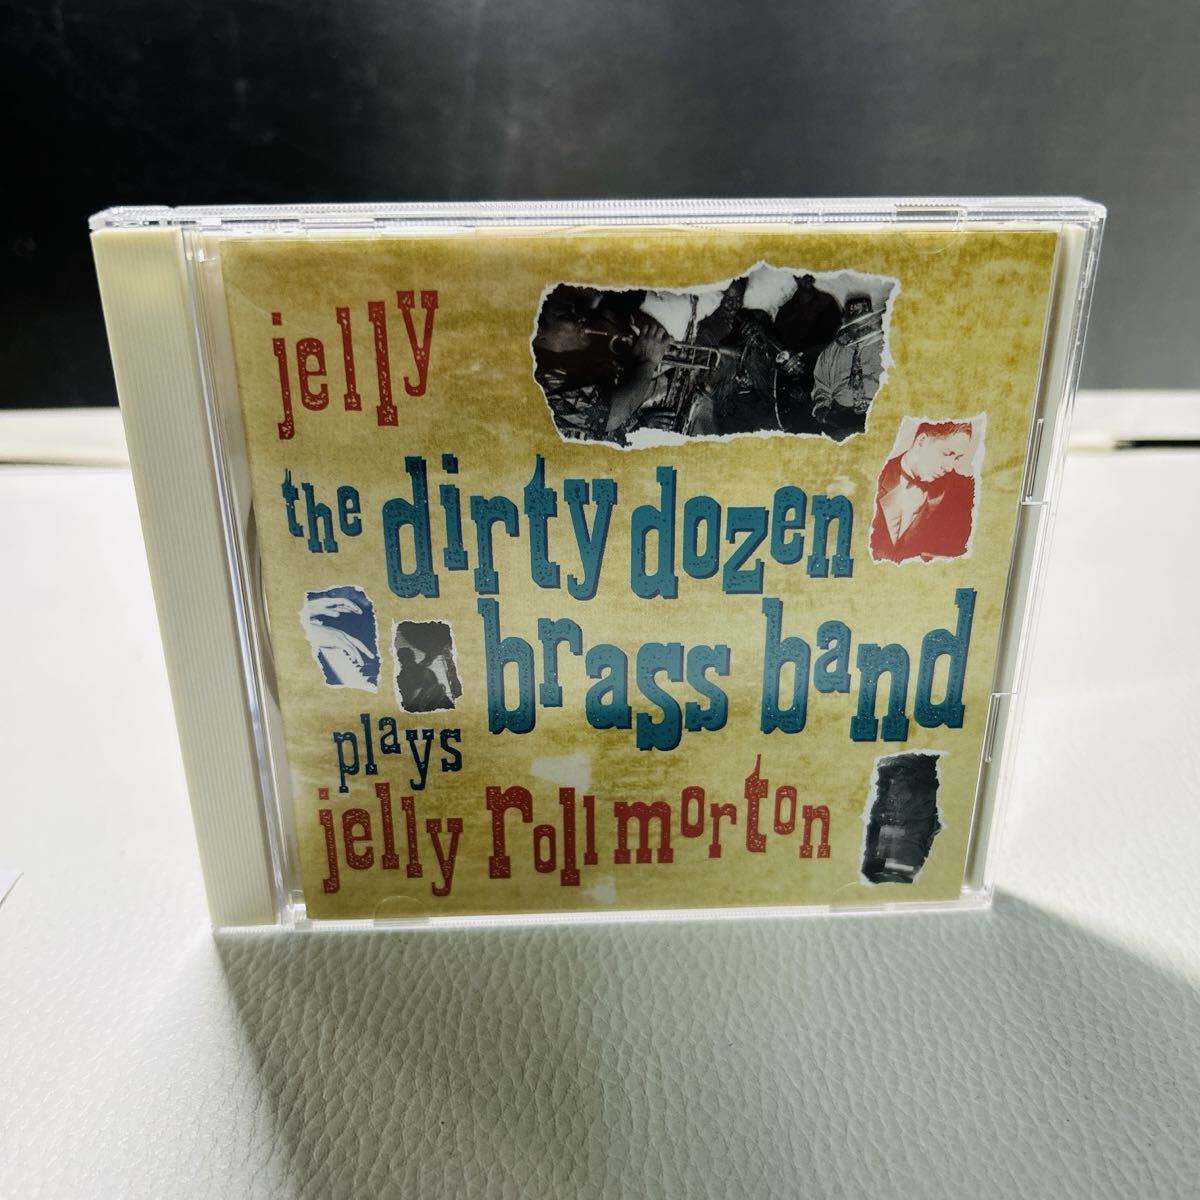 jelly
the dirty dozen
brass band
plays
jelly roll morton